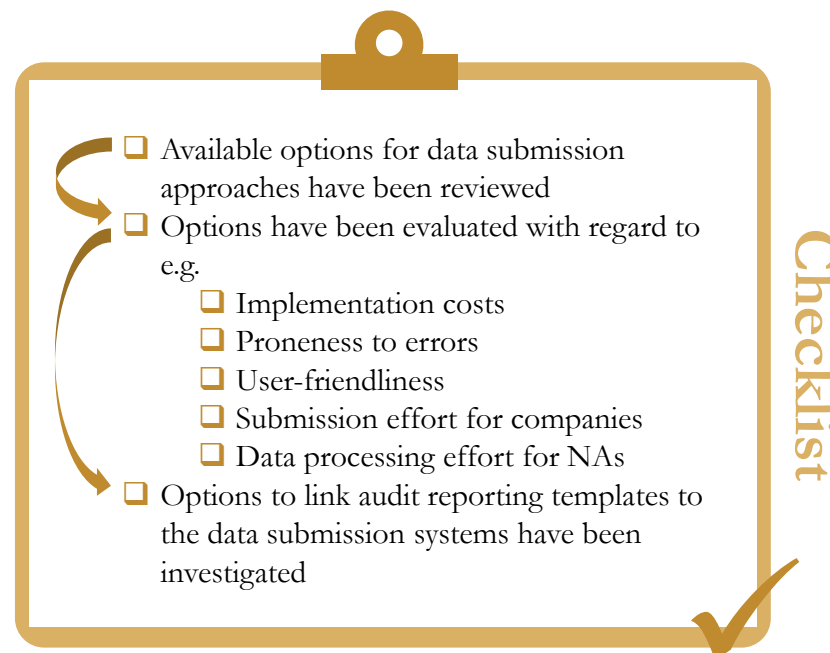 Available options for data submission
approaches have been reviewed
Options have been evaluated with regard to
e.g.
Implementation costs
Proneness to errors
User-friendliness
Submission effort for companies
Data processing effort for NAs
Options to link audit reporting templates to
the data submission systems have been
investigated
Checklist